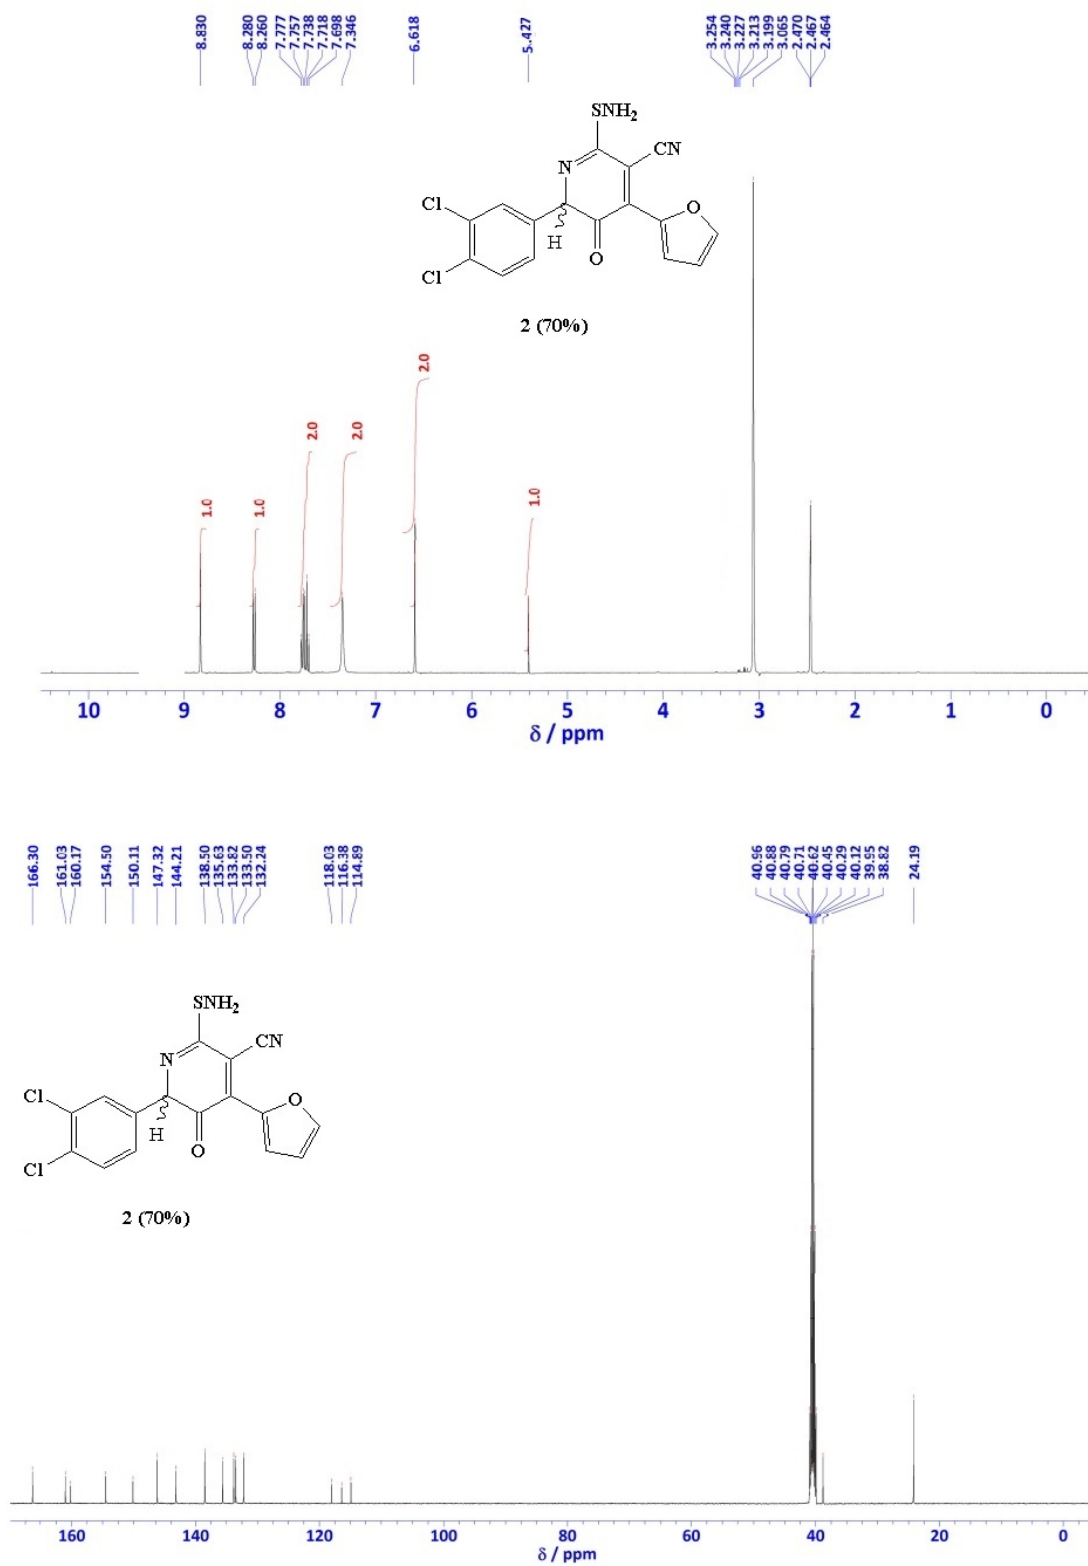 8.830
8.280
8.260
7.777
7.757
7.738
7.718
7.698
7.346
6.618
5.427
3.254
3.240
3.227
3.213
3.199
3.065
2.470
2.467
2.464
SNH2
N
CN
Cl
O
H
O
Cl
2 (70%)
1.0
1.0
2.0
2.0
2.0
1.0
10 9 8 7 6 5 4 3 2 1 0
δ / ppm
166.30
161.03
160.17
154.50
150.11
147.32
144.21
138.50
135.63
133.82
133.50
132.24
118.03
116.38
114.89
40.96
40.88
40.79
40.71
40.62
40.45
40.29
40.12
39.95
38.82
24.19
SNH2
N
CN
Cl
O
H
O
Cl
2 (70%)
160 140 120 100 80 60 40 20 0
δ / ppm